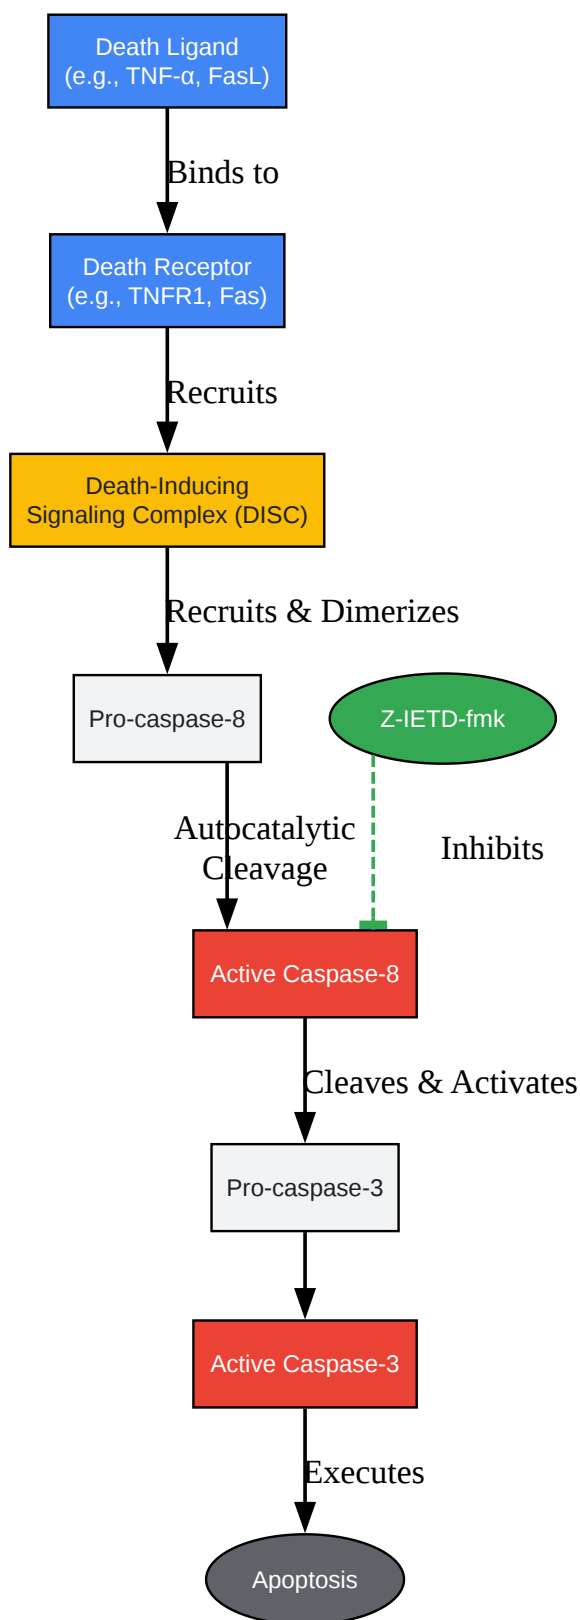 Death Ligand
(e.g., TNF-α, FasL)
Binds to
Death Receptor
(e.g., TNFR1, Fas)
Recruits
Death-Inducing
Signaling Complex (DISC)
Recruits & Dimerizes
Pro-caspase-8
Z-IETD-fmk
Autocatalytic
Cleavage
Inhibits
Active Caspase-8
Cleaves & Activates
Pro-caspase-3
Active Caspase-3
Executes
Apoptosis